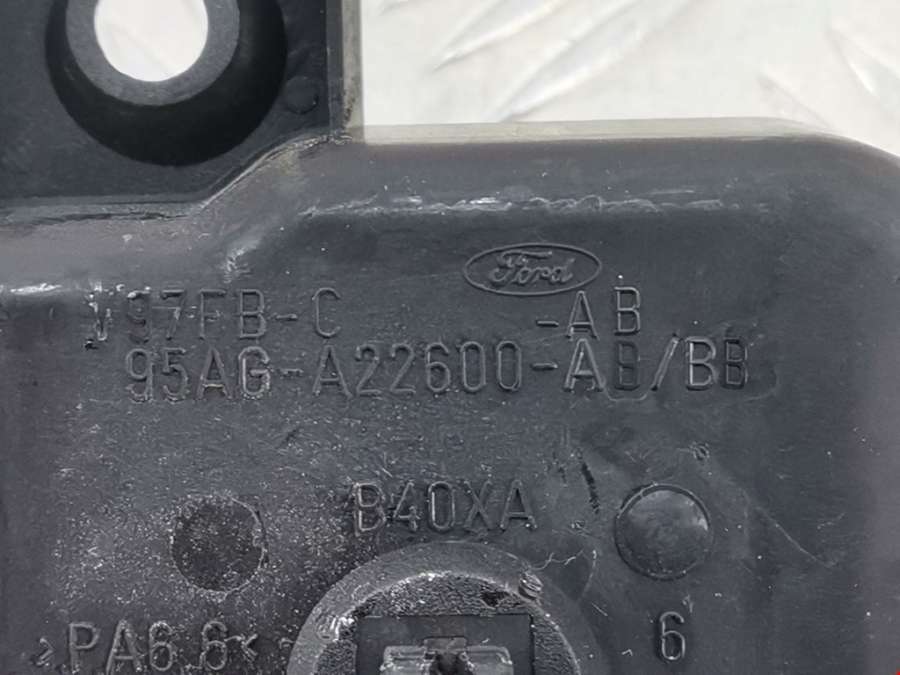 Ford
97FB-C -AB
95AG-A22600-AB/BB
B40XA
>PA6.6< 6